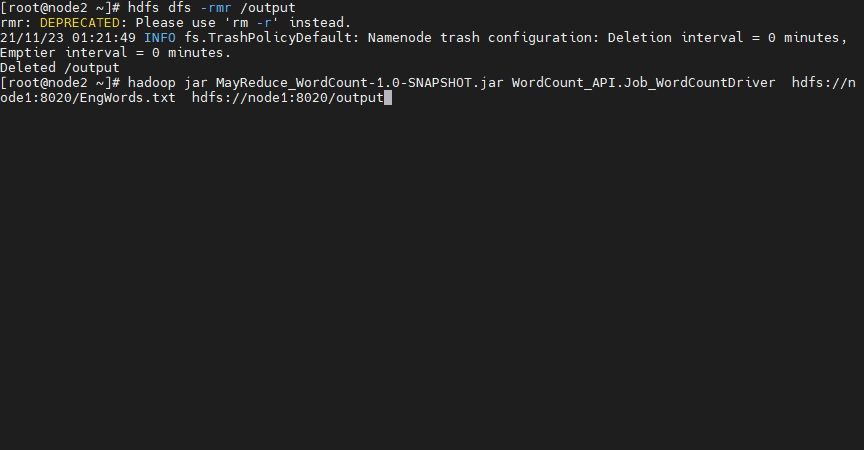 [root@node2 ~]# hdfs dfs -rmr /output
rmr: DEPRECATED: Please use 'rm -r' instead.
21/11/23 01:21:49 INFO fs.TrashPolicyDefault: Namenode trash configuration: Deletion interval = 0 minutes,
Emptier interval = 0 minutes.
Deleted /output
[root@node2 ~]# hadoop jar MayReduce_WordCount-1.0-SNAPSHOT.jar WordCount_API.Job_WordCountDriver  hdfs://n
ode1:8020/EngWords.txt  hdfs://node1:8020/output